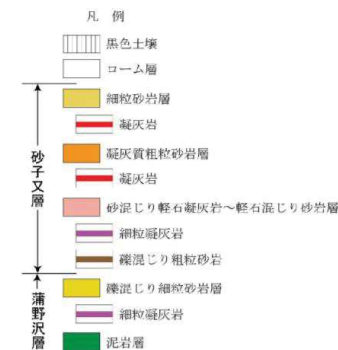 凡 例
黒色土壌
ローム層
細粒砂岩層
凝灰岩
凝灰質粗粒砂岩層
凝灰岩
砂混じり軽石凝灰岩～軽石混じり砂岩層
細粒凝灰岩
礫混じり粗粒砂岩
礫混じり細粒砂岩層
細粒凝灰岩
泥岩層
砂子又層
蒲野沢層